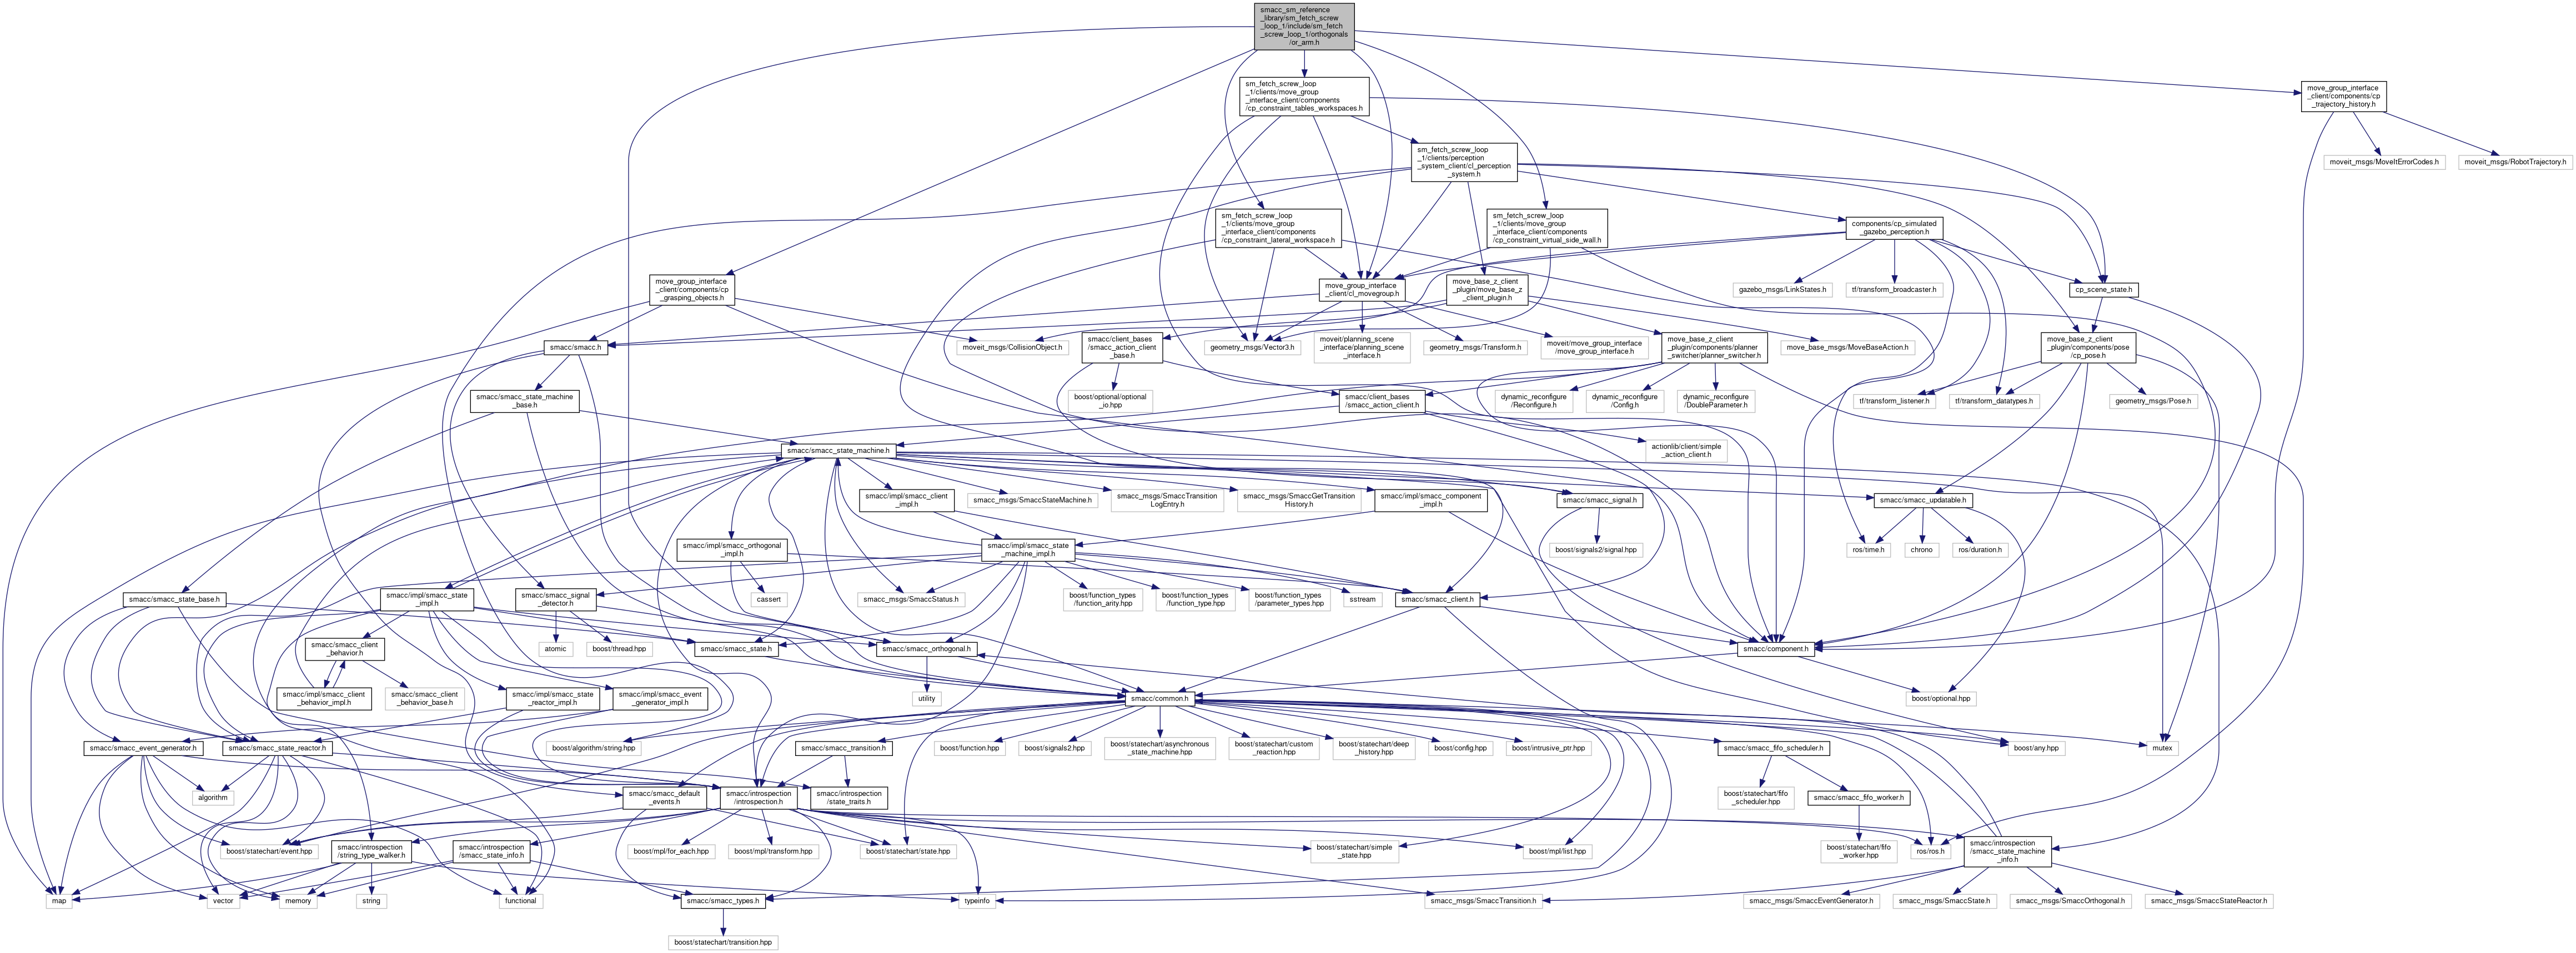 smacc_sm_reference
_library/sm_fetch_screw
_loop_1/include/sm_fetch
_screw_loop_1/orthogonals
/or_arm.h
sm_fetch_screw_loop
_1/clients/move_group
_interface_client/components
/cp_constraint_tables_workspaces.h
move_group_interface
_client/components/cp
_trajectory_history.h
sm_fetch_screw_loop
_1/clients/perception
_system_client/cl_perception
_system.h
moveit_msgs/MoveItErrorCodes.h
moveit_msgs/RobotTrajectory.h
sm_fetch_screw_loop
_1/clients/move_group
_interface_client/components
/cp_constraint_lateral_workspace.h
sm_fetch_screw_loop
_1/clients/move_group
_interface_client/components
/cp_constraint_virtual_side_wall.h
components/cp_simulated
_gazebo_perception.h
move_group_interface
_client/components/cp
_grasping_objects.h
move_group_interface
_client/cl_movegroup.h
move_base_z_client
_plugin/move_base_z
_client_plugin.h
gazebo_msgs/LinkStates.h
tf/transform_broadcaster.h
cp_scene_state.h
smacc/smacc.h
moveit_msgs/CollisionObject.h
smacc/client_bases
/smacc_action_client
_base.h
geometry_msgs/Vector3.h
moveit/planning_scene
_interface/planning_scene
_interface.h
geometry_msgs/Transform.h
moveit/move_group_interface
/move_group_interface.h
move_base_z_client
_plugin/components/planner
_switcher/planner_switcher.h
move_base_msgs/MoveBaseAction.h
move_base_z_client
_plugin/components/pose
/cp_pose.h
smacc/smacc_state_machine
_base.h
boost/optional/optional
_io.hpp
smacc/client_bases
/smacc_action_client.h
dynamic_reconfigure
/Reconfigure.h
dynamic_reconfigure
/Config.h
dynamic_reconfigure
/DoubleParameter.h
tf/transform_listener.h
tf/transform_datatypes.h
geometry_msgs/Pose.h
smacc/smacc_state_machine.h
actionlib/client/simple
_action_client.h
smacc/impl/smacc_client
_impl.h
smacc_msgs/SmaccStateMachine.h
smacc_msgs/SmaccTransition
LogEntry.h
smacc_msgs/SmaccGetTransition
History.h
smacc/impl/smacc_component
_impl.h
smacc/smacc_signal.h
smacc/smacc_updatable.h
smacc/impl/smacc_orthogonal
_impl.h
smacc/impl/smacc_state
_machine_impl.h
boost/signals2/signal.hpp
ros/time.h
chrono
ros/duration.h
smacc/smacc_state_base.h
smacc/impl/smacc_state
_impl.h
smacc/smacc_signal
_detector.h
cassert
smacc_msgs/SmaccStatus.h
boost/function_types
/function_arity.hpp
boost/function_types
/function_type.hpp
boost/function_types
/parameter_types.hpp
sstream
smacc/smacc_client.h
smacc/smacc_client
_behavior.h
atomic
boost/thread.hpp
smacc/smacc_state.h
smacc/smacc_orthogonal.h
smacc/component.h
smacc/impl/smacc_client
_behavior_impl.h
smacc/smacc_client
_behavior_base.h
smacc/impl/smacc_state
_reactor_impl.h
smacc/impl/smacc_event
_generator_impl.h
utility
smacc/common.h
boost/optional.hpp
smacc/smacc_event_generator.h
smacc/smacc_state_reactor.h
boost/algorithm/string.hpp
smacc/smacc_transition.h
boost/function.hpp
boost/signals2.hpp
boost/statechart/asynchronous
_state_machine.hpp
boost/statechart/custom
_reaction.hpp
boost/statechart/deep
_history.hpp
boost/config.hpp
boost/intrusive_ptr.hpp
smacc/smacc_fifo_scheduler.h
boost/any.hpp
mutex
algorithm
smacc/smacc_default
_events.h
smacc/introspection
/introspection.h
smacc/introspection
/state_traits.h
boost/statechart/fifo
_scheduler.hpp
smacc/smacc_fifo_worker.h
boost/statechart/event.hpp
smacc/introspection
/string_type_walker.h
smacc/introspection
/smacc_state_info.h
boost/mpl/for_each.hpp
boost/mpl/transform.hpp
boost/statechart/state.hpp
boost/statechart/simple
_state.hpp
boost/mpl/list.hpp
boost/statechart/fifo
_worker.hpp
ros/ros.h
smacc/introspection
/smacc_state_machine
_info.h
map
vector
memory
string
functional
smacc/smacc_types.h
typeinfo
smacc_msgs/SmaccTransition.h
smacc_msgs/SmaccEventGenerator.h
smacc_msgs/SmaccState.h
smacc_msgs/SmaccOrthogonal.h
smacc_msgs/SmaccStateReactor.h
boost/statechart/transition.hpp